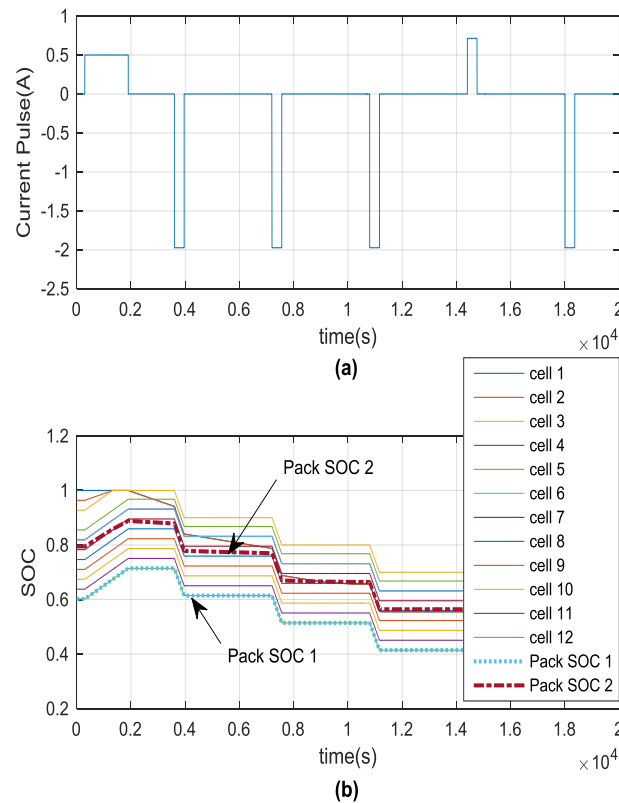 1
0.5
0
-0.5
-1
-1.5
-2
-2.5
Current Pulse(A)
0 0.2 0.4 0.6 0.8 1 1.2 1.4 1.6 1.8 2
time(s)
×10^4
(a)
cell 1
cell 2
cell 3
cell 4
cell 5
cell 6
cell 7
cell 8
cell 9
cell 10
cell 11
cell 12
Pack SOC 1
Pack SOC 2
1.2
1
0.8
0.6
0.4
0.2
SOC
Pack SOC 2
Pack SOC 1
0 0.2 0.4 0.6 0.8 1 1.2 1.4 1.6 1.8 2
time(s)
×10^4
(b)